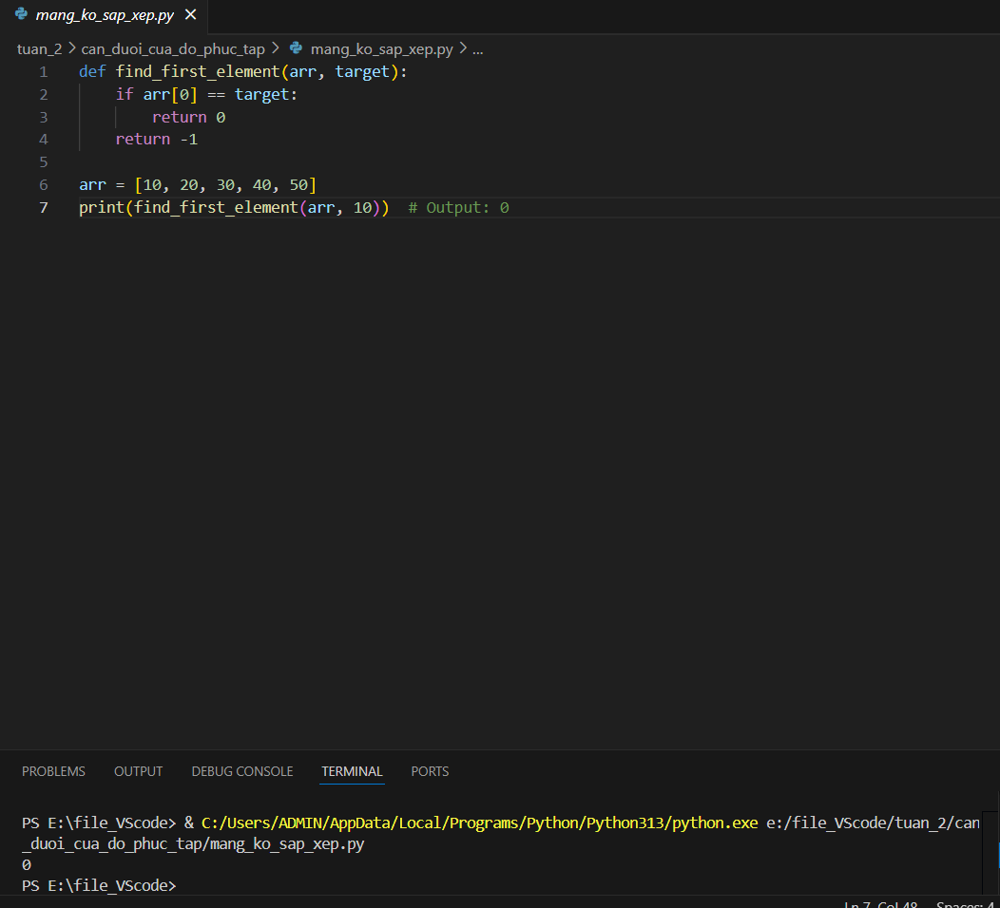 mang_ko_sap_xep.py
tuan_2 > can_duoi_cua_do_phuc_tap > mang_ko_sap_xep.py > ...
1 def find_first_element(arr, target):
2     if arr[0] == target:
3         return 0
4     return -1
5
6 arr = [10, 20, 30, 40, 50]
7 print(find_first_element(arr, 10))  # Output: 0
PROBLEMS OUTPUT DEBUG CONSOLE TERMINAL PORTS
PS E:\file_VScode> & C:/Users/ADMIN/AppData/Local/Programs/Python/Python313/python.exe e:/file_VScode/tuan_2/can
_duoi_cua_do_phuc_tap/mang_ko_sap_xep.py
0
PS E:\file_VScode>
Ln 7, Col 48 Spaces: 4